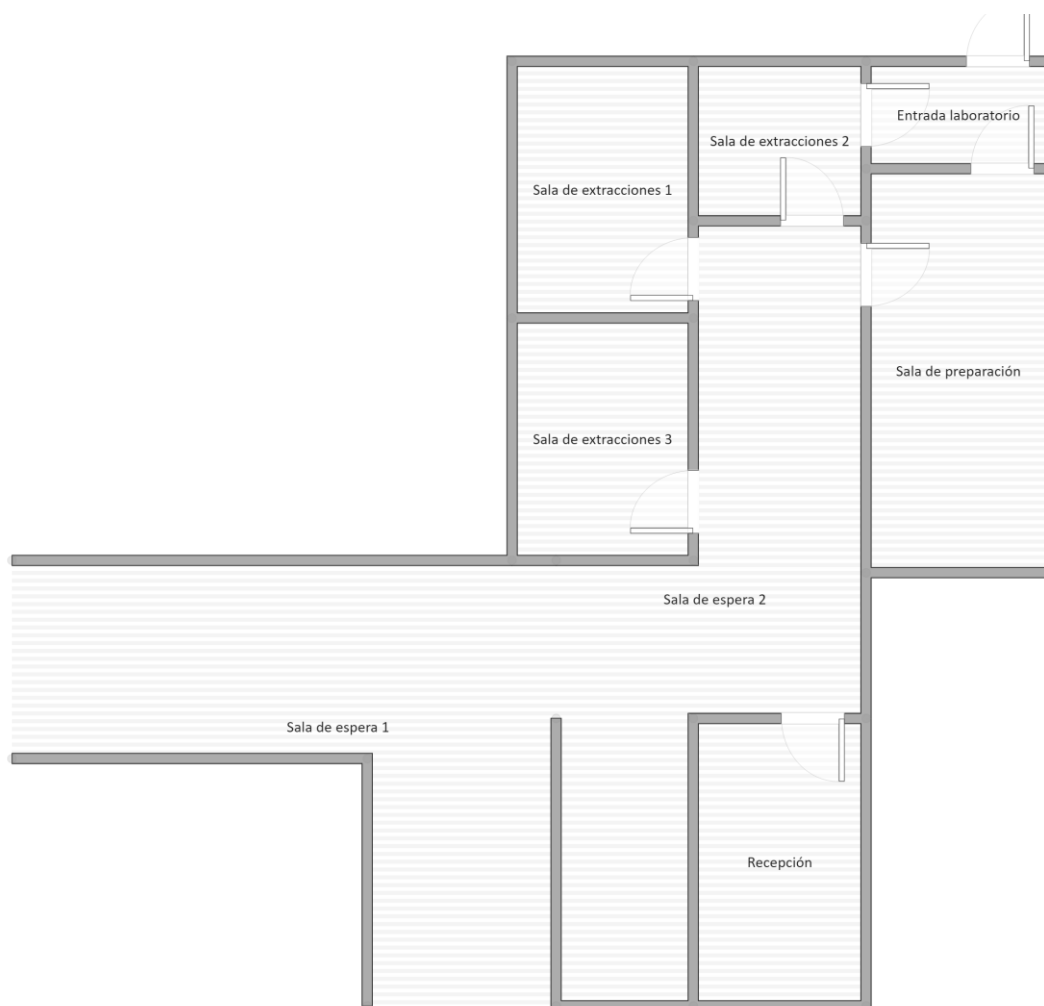 Entrada laboratorio
Sala de extracciones 2
Sala de extracciones 1
Sala de preparación
Sala de extracciones 3
Sala de espera 2
Sala de espera 1
Recepción